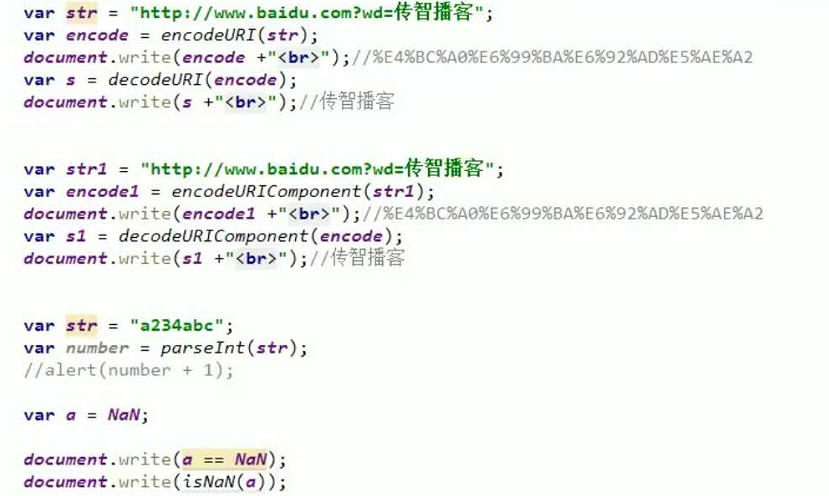 var str = "http://www.baidu.com?wd=传智播客";
var encode = encodeURI(str);
document.write(encode +"<br>");//%E4%BC%A0%E6%99%BA%E6%92%AD%E5%AE%A2
var s = decodeURI(encode);
document.write(s +"<br>");//传智播客
var str1 = "http://www.baidu.com?wd=传智播客";
var encode1 = encodeURIComponent(str1);
document.write(encode1 +"<br>");//%E4%BC%A0%E6%99%BA%E6%92%AD%E5%AE%A2
var s1 = decodeURIComponent(encode);
document.write(s1 +"<br>");//传智播客
var str = "a234abc";
var number = parseInt(str);
//alert(number + 1);
var a = NaN;
document.write(a == NaN);
document.write(isNaN(a));